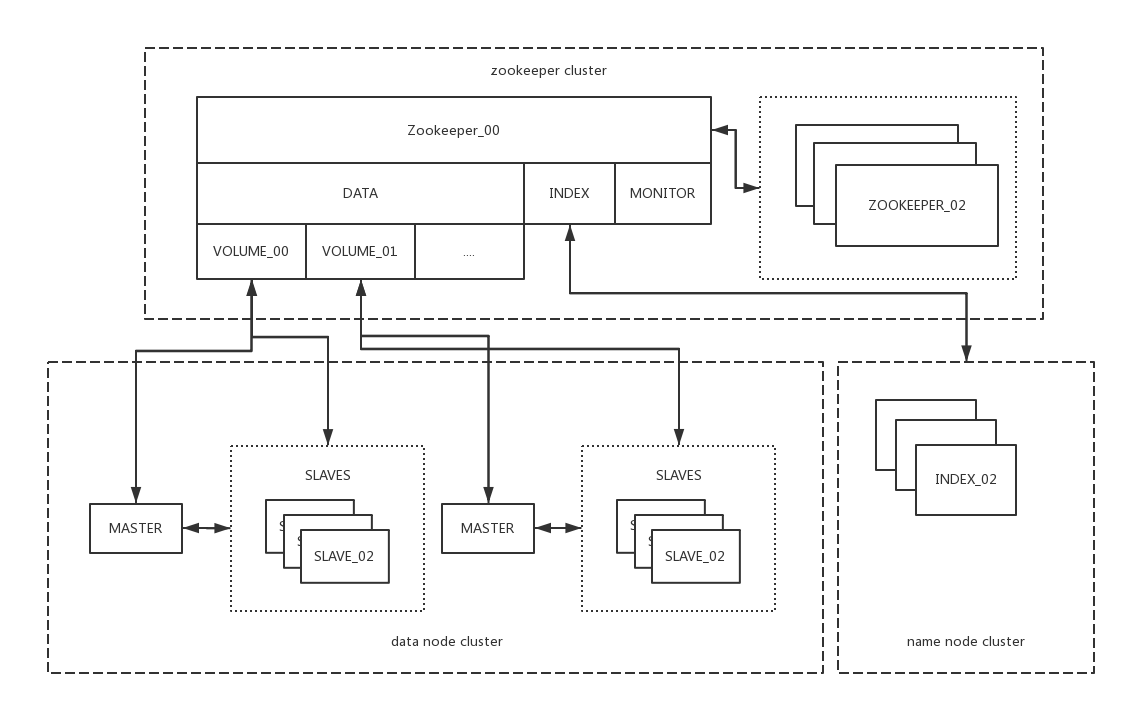 zookeeper cluster
Zookeeper_00
DATA
INDEX
MONITOR
ZOOKEEPER_02
VOLUME_00
VOLUME_01
....
SLAVES
SLAVES
INDEX_02
MASTER
SLAVE_02
MASTER
SLAVE_02
data node cluster
name node cluster